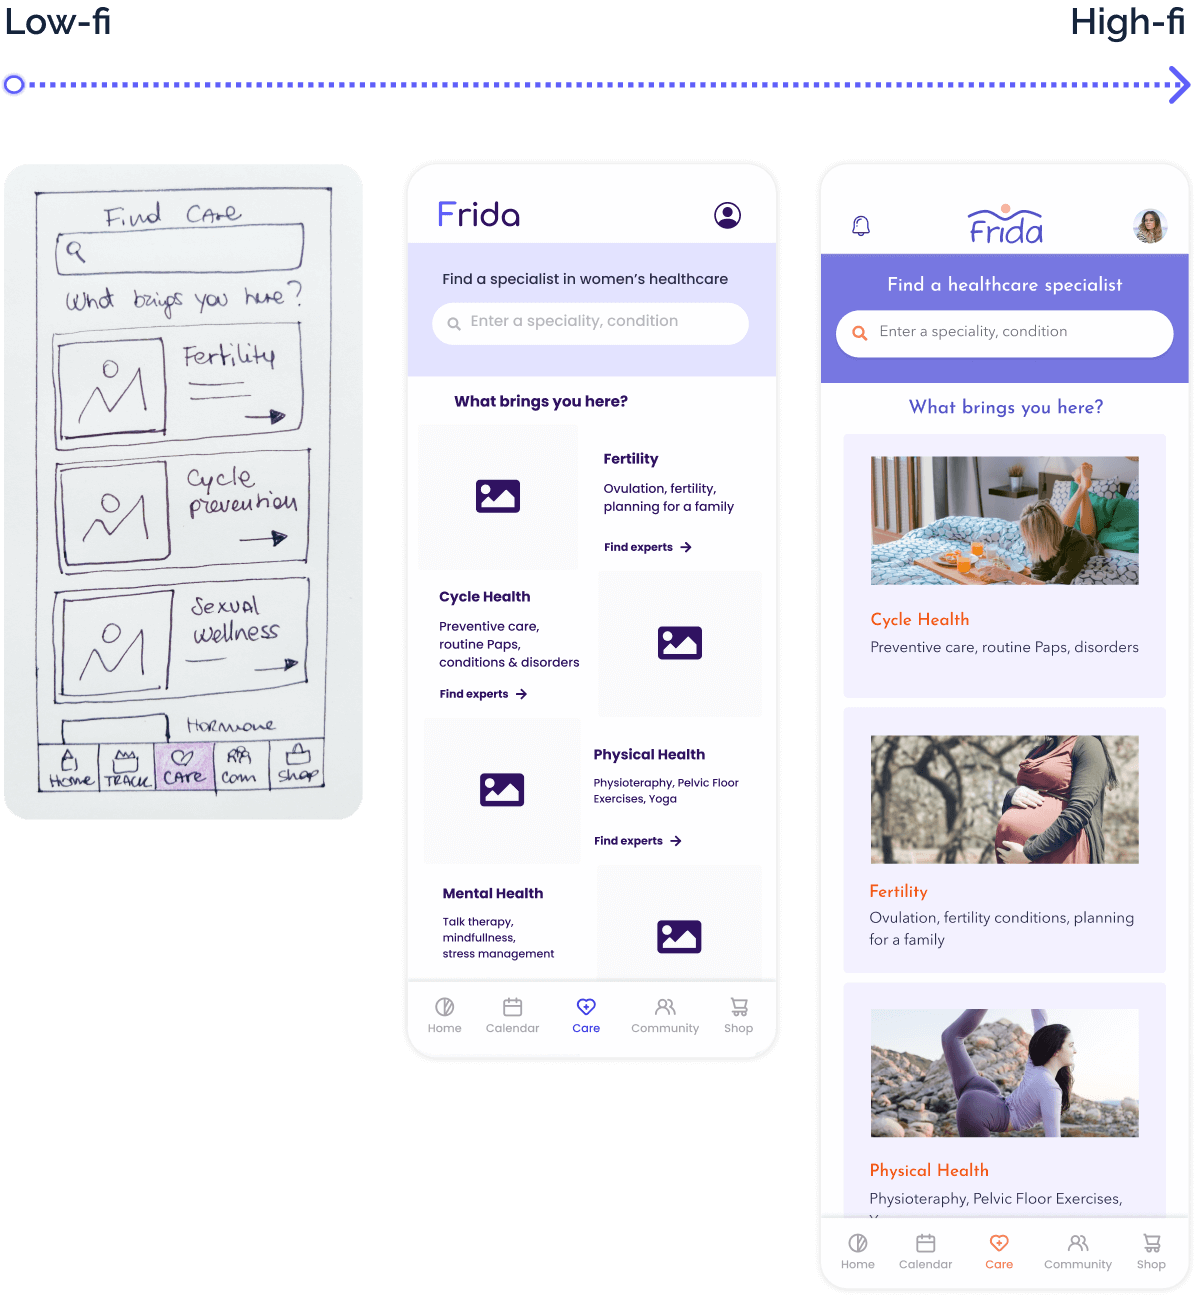 Low-fi
High-fi
Find CARE
What brings you here?
Fertility
Cycle
prevention
Sexual
wellness
Hormone
Home
TRACK
CARE
Com
Shop
Frida
Find a specialist in women's healthcare
Enter a speciality, condition
What brings you here?
Fertility
Ovulation, fertility,
planning for a family
Find experts
Cycle Health
Preventive care,
routine Paps,
conditions & disorders
Find experts
Physical Health
Physioteraphy, Pelvic Floor
Exercises, Yoga
Find experts
Mental Health
Talk therapy,
mindfullness,
stress management
Home
Calendar
Care
Community
Shop
Frida
Find a healthcare specialist
Enter a speciality, condition
What brings you here?
Cycle Health
Preventive care, routine Paps, disorders
Fertility
Ovulation, fertility conditions, planning
for a family
Physical Health
Physioteraphy, Pelvic Floor Exercises,
Home
Calendar
Care
Community
Shop